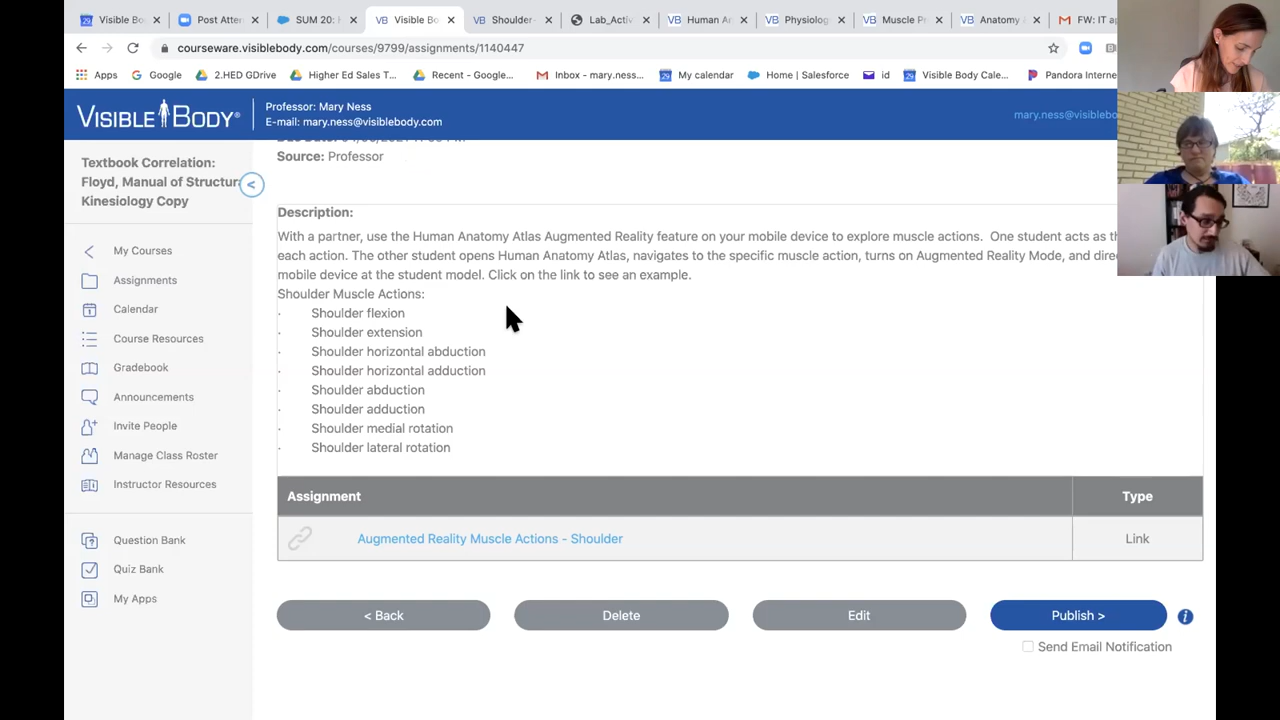 Visible Bo
Post Atten
SUM 20: H
Visible Bo
Shoulder
Lab_Activ
Human An
Physiolog
Muscle Pr
Anatomy
FW: IT a
courseware.visiblebody.com/courses/9799/assignments/1140447
Apps
Google
2.HED GDrive
Higher Ed Sales T...
Recent - Google...
Inbox - mary.ness...
My calendar
Home | Salesforce
id
Visible Body Cale...
Pandora Interne
VISIBLE BODY®
Professor: Mary Ness
E-mail: mary.ness@visiblebody.com
mary.ness@visiblebo
Textbook Correlation:
Floyd, Manual of Structur
Kinesiology Copy
<
My Courses
Assignments
Calendar
Course Resources
Gradebook
Announcements
Invite People
Manage Class Roster
Instructor Resources
Question Bank
Quiz Bank
My Apps
Source: Professor
Description:
With a partner, use the Human Anatomy Atlas Augmented Reality feature on your mobile device to explore muscle actions. One student acts as th
each action. The other student opens Human Anatomy Atlas, navigates to the specific muscle action, turns on Augmented Reality Mode, and direc
mobile device at the student model. Click on the link to see an example.
Shoulder Muscle Actions:
· Shoulder flexion
· Shoulder extension
· Shoulder horizontal abduction
· Shoulder horizontal adduction
· Shoulder abduction
· Shoulder adduction
· Shoulder medial rotation
· Shoulder lateral rotation
Assignment Type
Augmented Reality Muscle Actions - Shoulder Link
< Back
Delete
Edit
Publish >
Send Email Notification